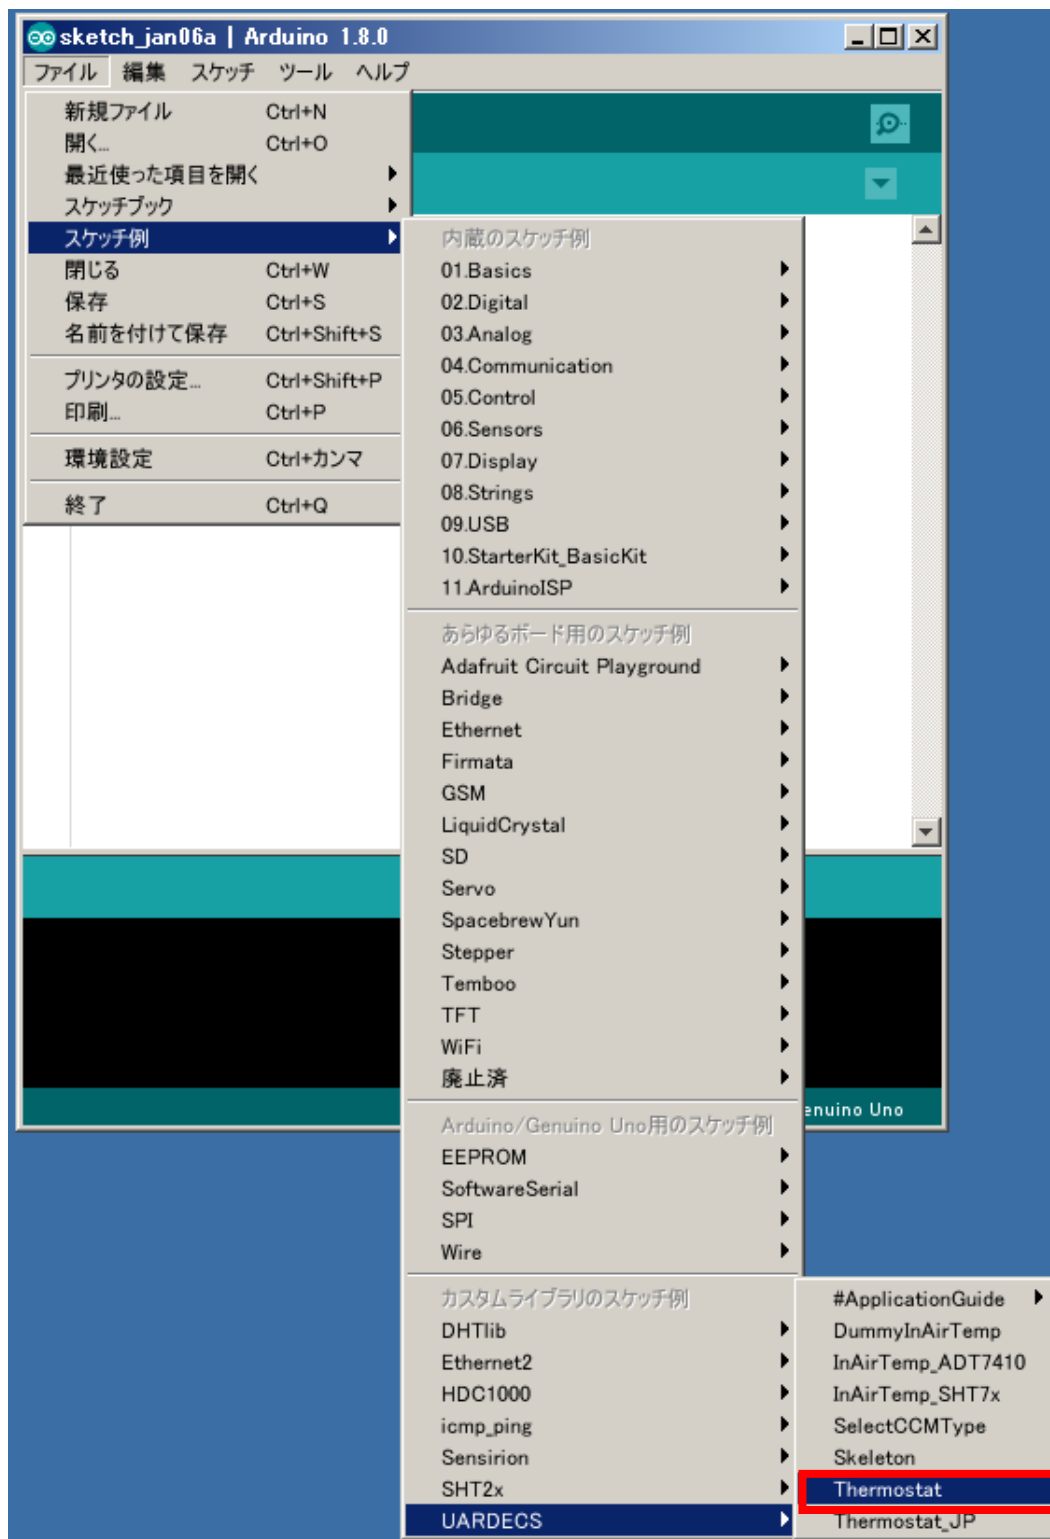 sketch_jan06a | Arduino 1.8.0
ファイル 編集 スケッチ ツール ヘルプ
新規ファイル Ctrl+N
開く... Ctrl+O
最近使った項目を開く
スケッチブック
スケッチ例
閉じる Ctrl+W
保存 Ctrl+S
名前を付けて保存 Ctrl+Shift+S
プリンタの設定... Ctrl+Shift+P
印刷... Ctrl+P
環境設定 Ctrl+カンマ
終了 Ctrl+Q
内蔵のスケッチ例
01.Basics
02.Digital
03.Analog
04.Communication
05.Control
06.Sensors
07.Display
08.Strings
09.USB
10.StarterKit_BasicKit
11.ArduinoISP
あらゆるボード用のスケッチ例
Adafruit Circuit Playground
Bridge
Ethernet
Firmata
GSM
LiquidCrystal
SD
Servo
SpacebrewYun
Stepper
Temboo
TFT
WiFi
廃止済
enuino Uno
Arduino/Genuino Uno用のスケッチ例
EEPROM
SoftwareSerial
SPI
Wire
カスタムライブラリのスケッチ例
DHTlib
Ethernet2
HDC1000
icmp_ping
Sensirion
SHT2x
UARDECS
#ApplicationGuide
DummyInAirTemp
InAirTemp_ADT7410
InAirTemp_SHT7x
SelectCCMType
Skeleton
Thermostat
Thermostat_JP